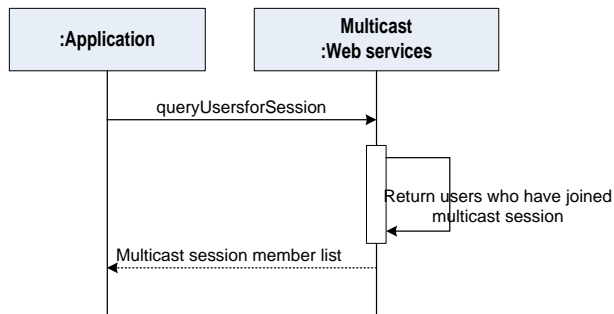 :Application
Multicast
:Web services
queryUsersforSession
Return users who have joined
multicast session
Multicast session member list